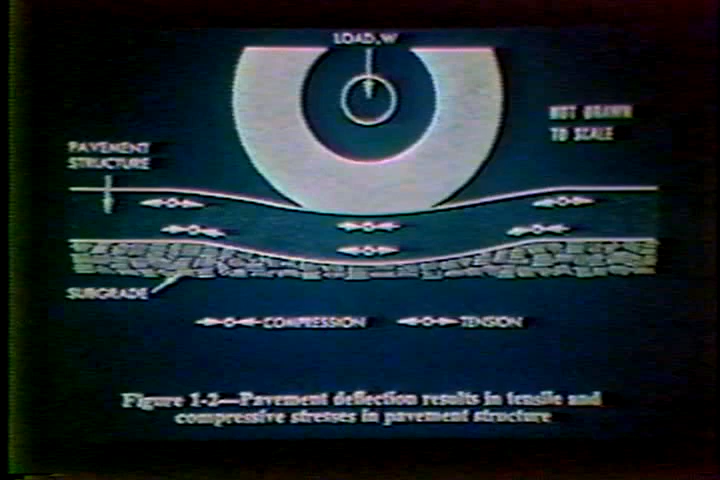 LOAD,W
NOT DRAWN
TO SCALE
PAVEMENT
STRUCTURE
SUBGRADE
COMPRESSION
TENSION
Figure 1-2—Pavement deflection results in tensile and
compressive stresses in pavement structure